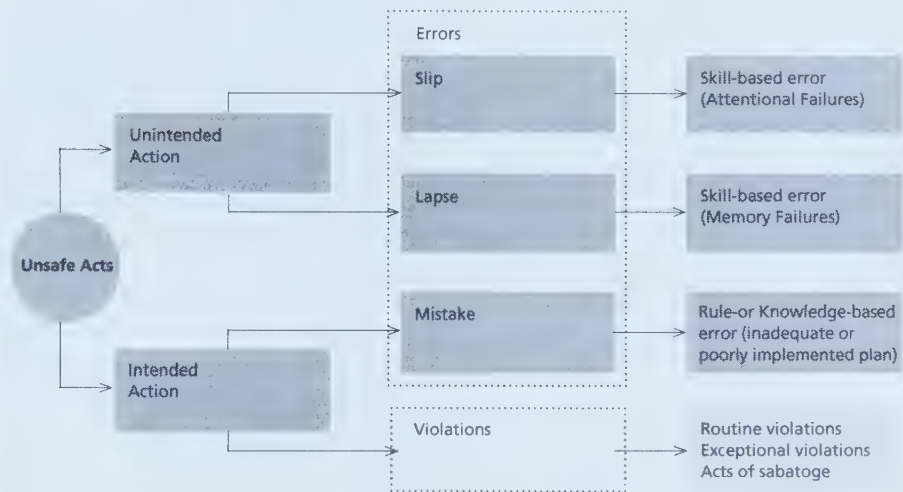 Errors
Slip
Skill-based error
(Attentional Failures)
Unintended
Action
Lapse
Skill-based error
(Memory Failures)
Unsafe Acts
Mistake
Rule-or Knowledge-based
error (inadequate or
poorly implemented plan)
Intended
Action
Violations
Routine violations
Exceptional violations
Acts of sabatoge